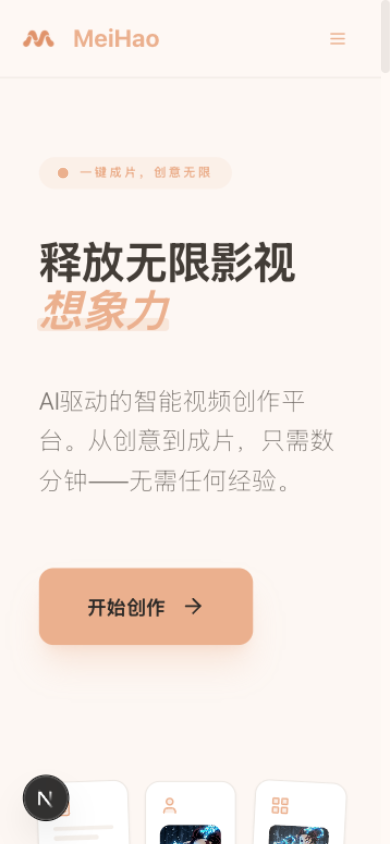 MeiHao
一键成片，创意无限
释放无限影视
想象力
AI驱动的智能视频创作平
台。从创意到成片，只需数
分钟——无需任何经验。
开始创作 →
N